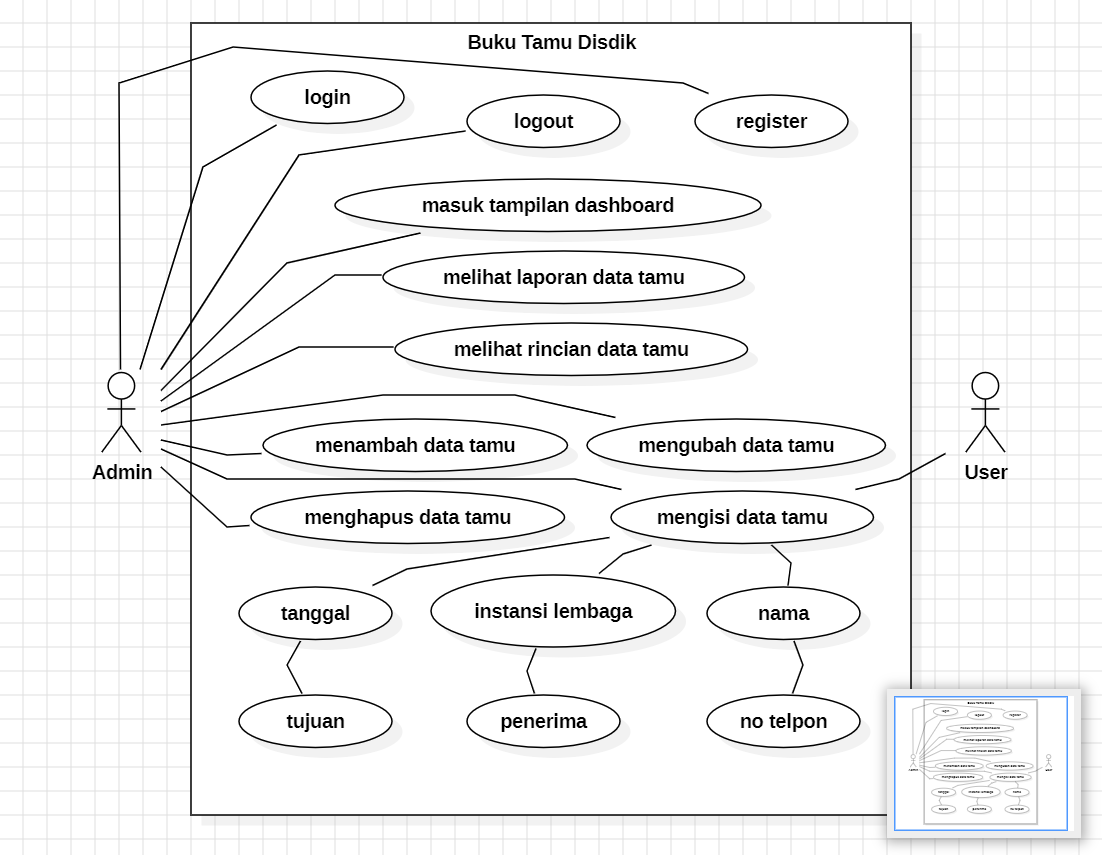 Buku Tamu Disdik
login
logout
register
masuk tampilan dashboard
melihat laporan data tamu
melihat rincian data tamu
menambah data tamu
mengubah data tamu
Admin
User
menghapus data tamu
mengisi data tamu
tanggal
instansi lembaga
nama
tujuan
penerima
no telpon